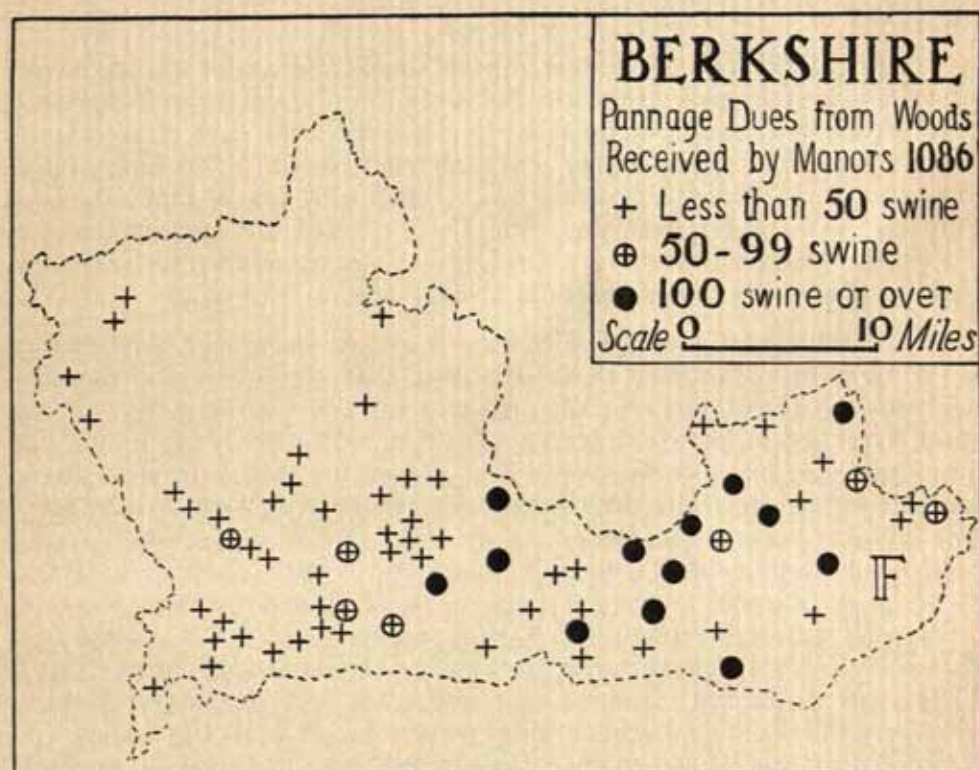 BERKSHIRE
Pannage Dues from Woods
Received by Manors 1086
+ Less than 50 swine
⊕ 50-99 swine
● 100 swine or over
Scale 0 10 Miles
F